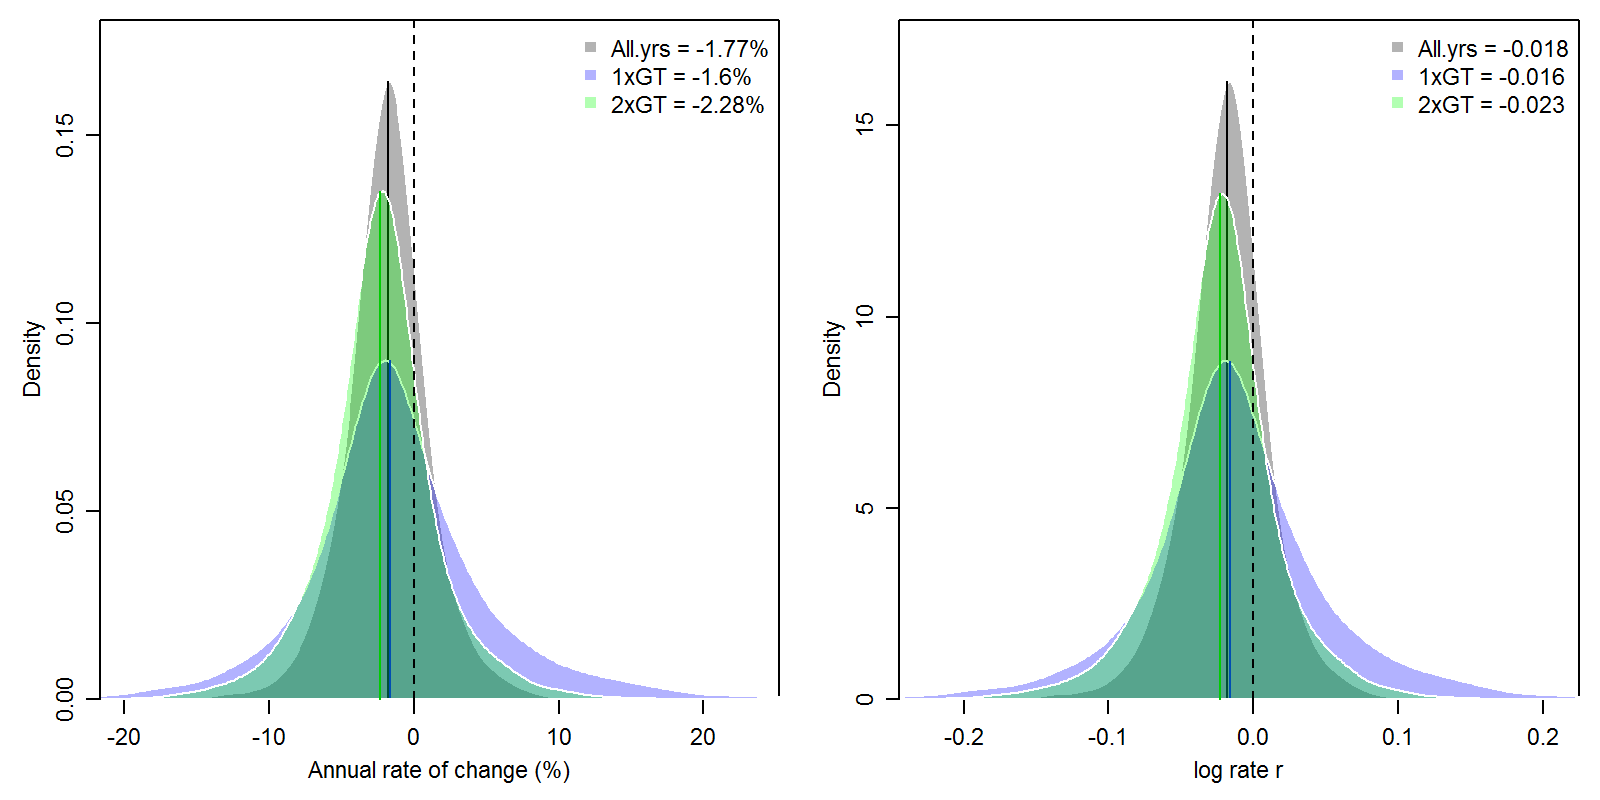 All.yrs = -1.77%
1xGT = -1.6%
2xGT = -2.28%
0.15
0.10
0.05
0.00
Density
-20
-10
0
10
20
Annual rate of change (%)
All.yrs = -0.018
1xGT = -0.016
2xGT = -0.023
15
10
5
0
Density
-0.2
-0.1
0.0
0.1
0.2
log rate r